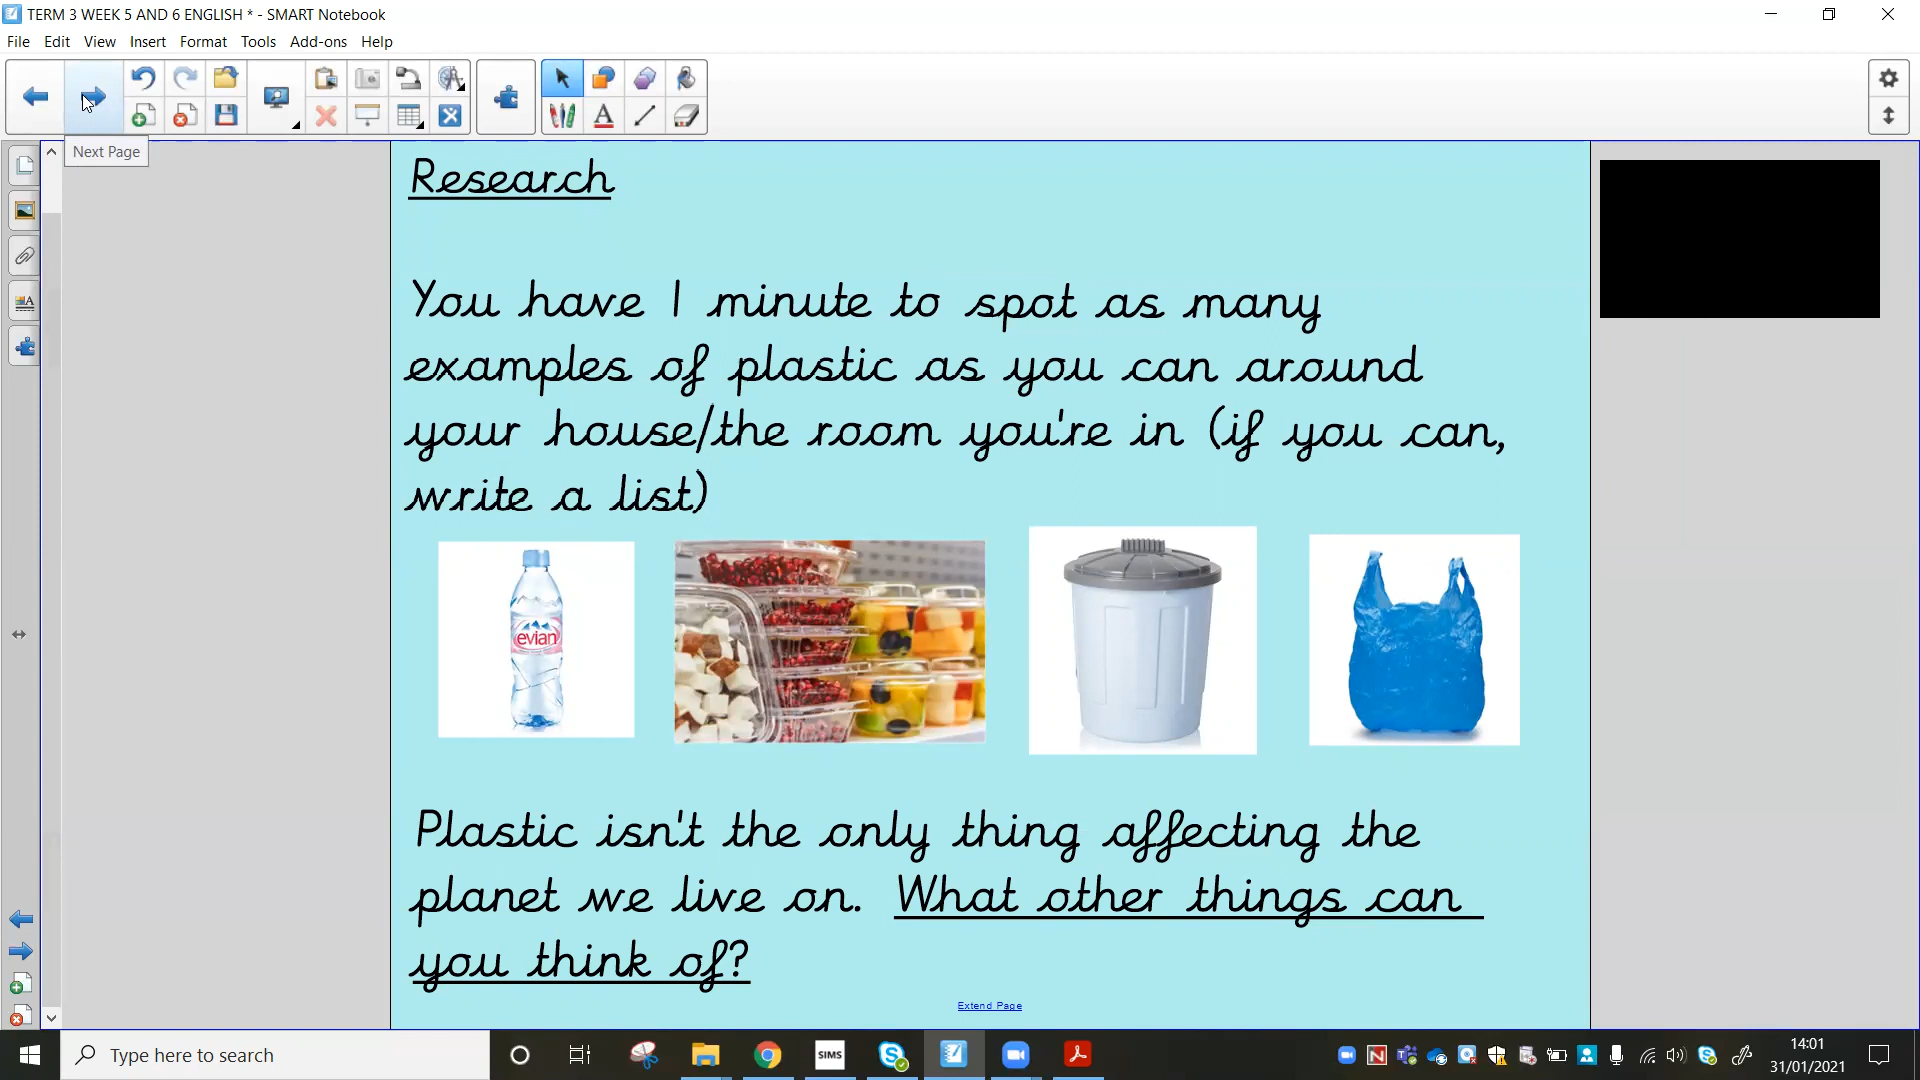 TERM 3 WEEK 5 AND 6 ENGLISH * - SMART Notebook
File Edit View Insert Format Tools Add-ons Help
Next Page
Research
You have 1 minute to spot as many
examples of plastic as you can around
your house/the room you're in (if you can,
write a list)
evian
Plastic isn't the only thing affecting the
planet we live on. What other things can
you think of?
Extend Page
Type here to search
SIMS
14:01
31/01/2021